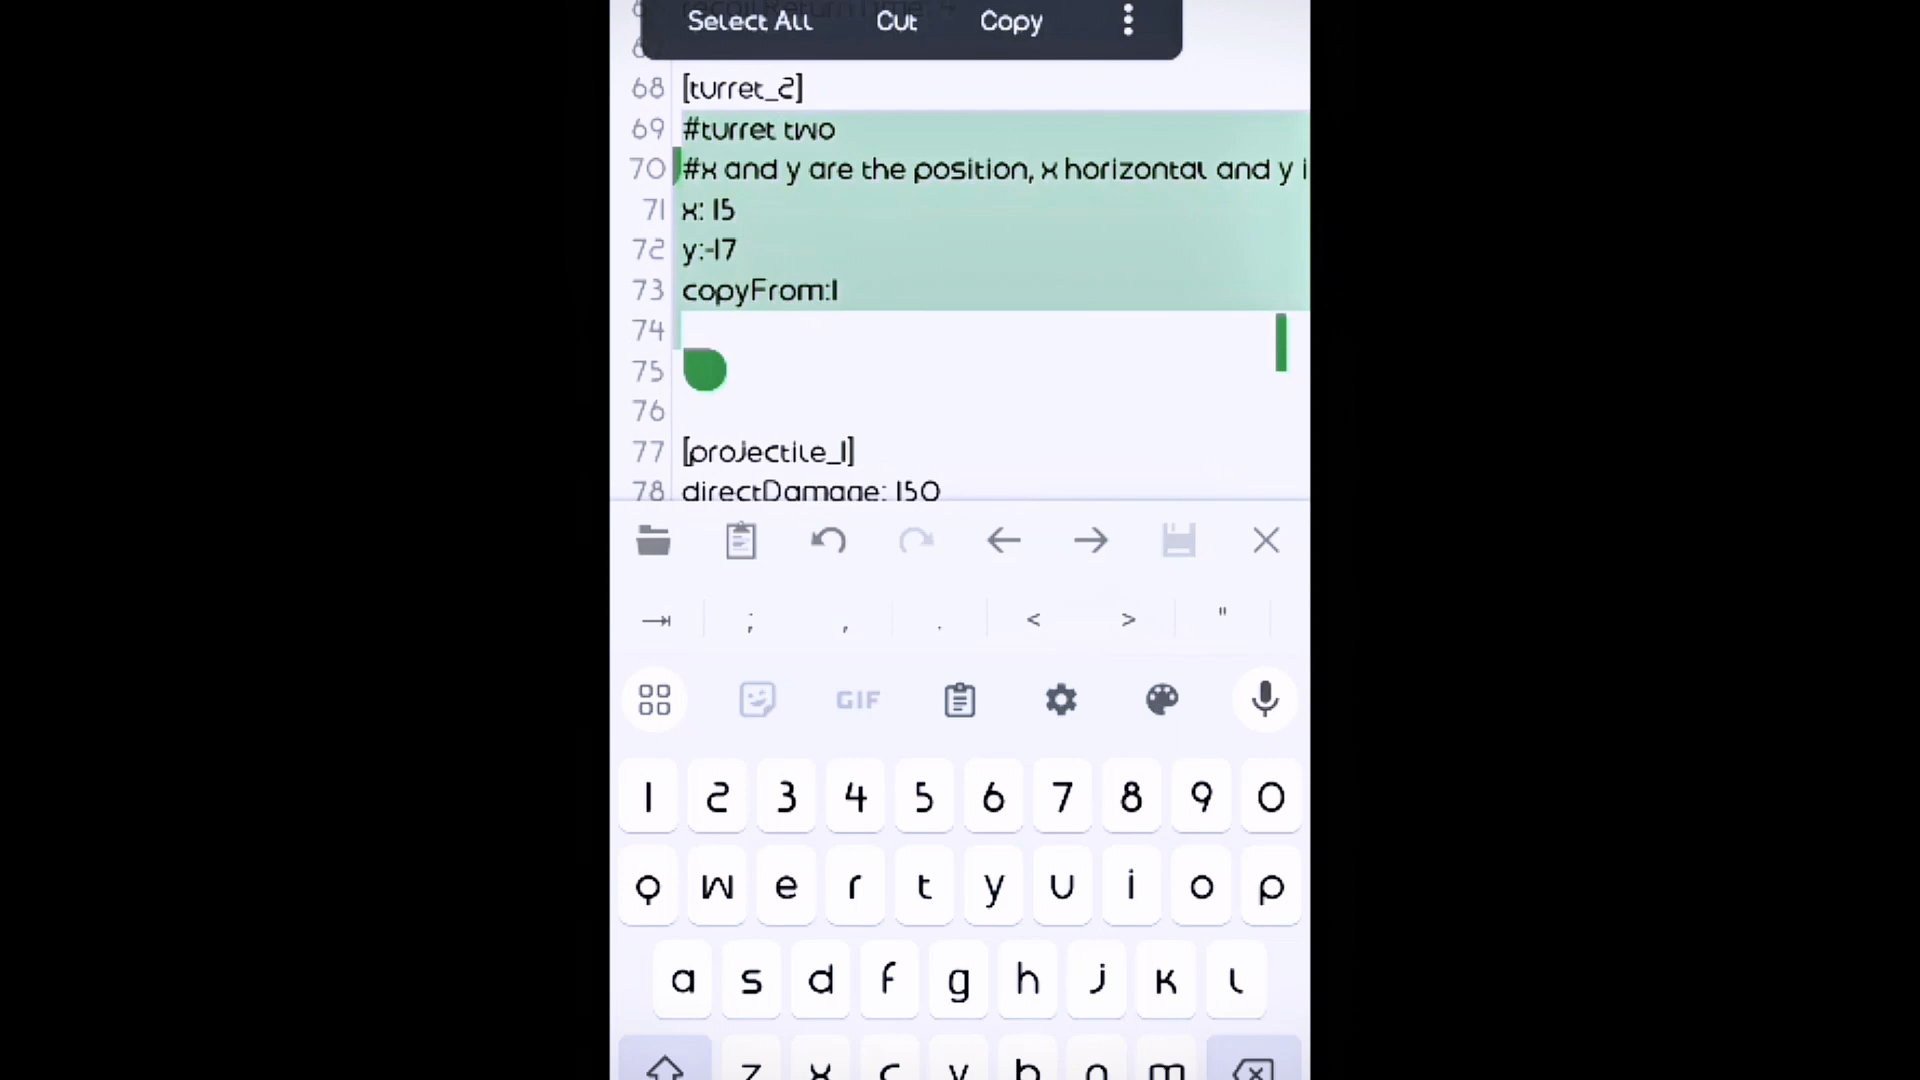 Select All Cut Copy
68 [turret_2]
69 #turret two
70 #x and y are the position, x horizontal and y i
71 x: 15
72 y:-17
73 copyFrom:1
74
75
76
77 [projectile_1]
78 directDamage: 150
; , . < > "
GIF
1 2 3 4 5 6 7 8 9 0
q w e r t y u i o p
a s d f g h j k l
z x c v b n m